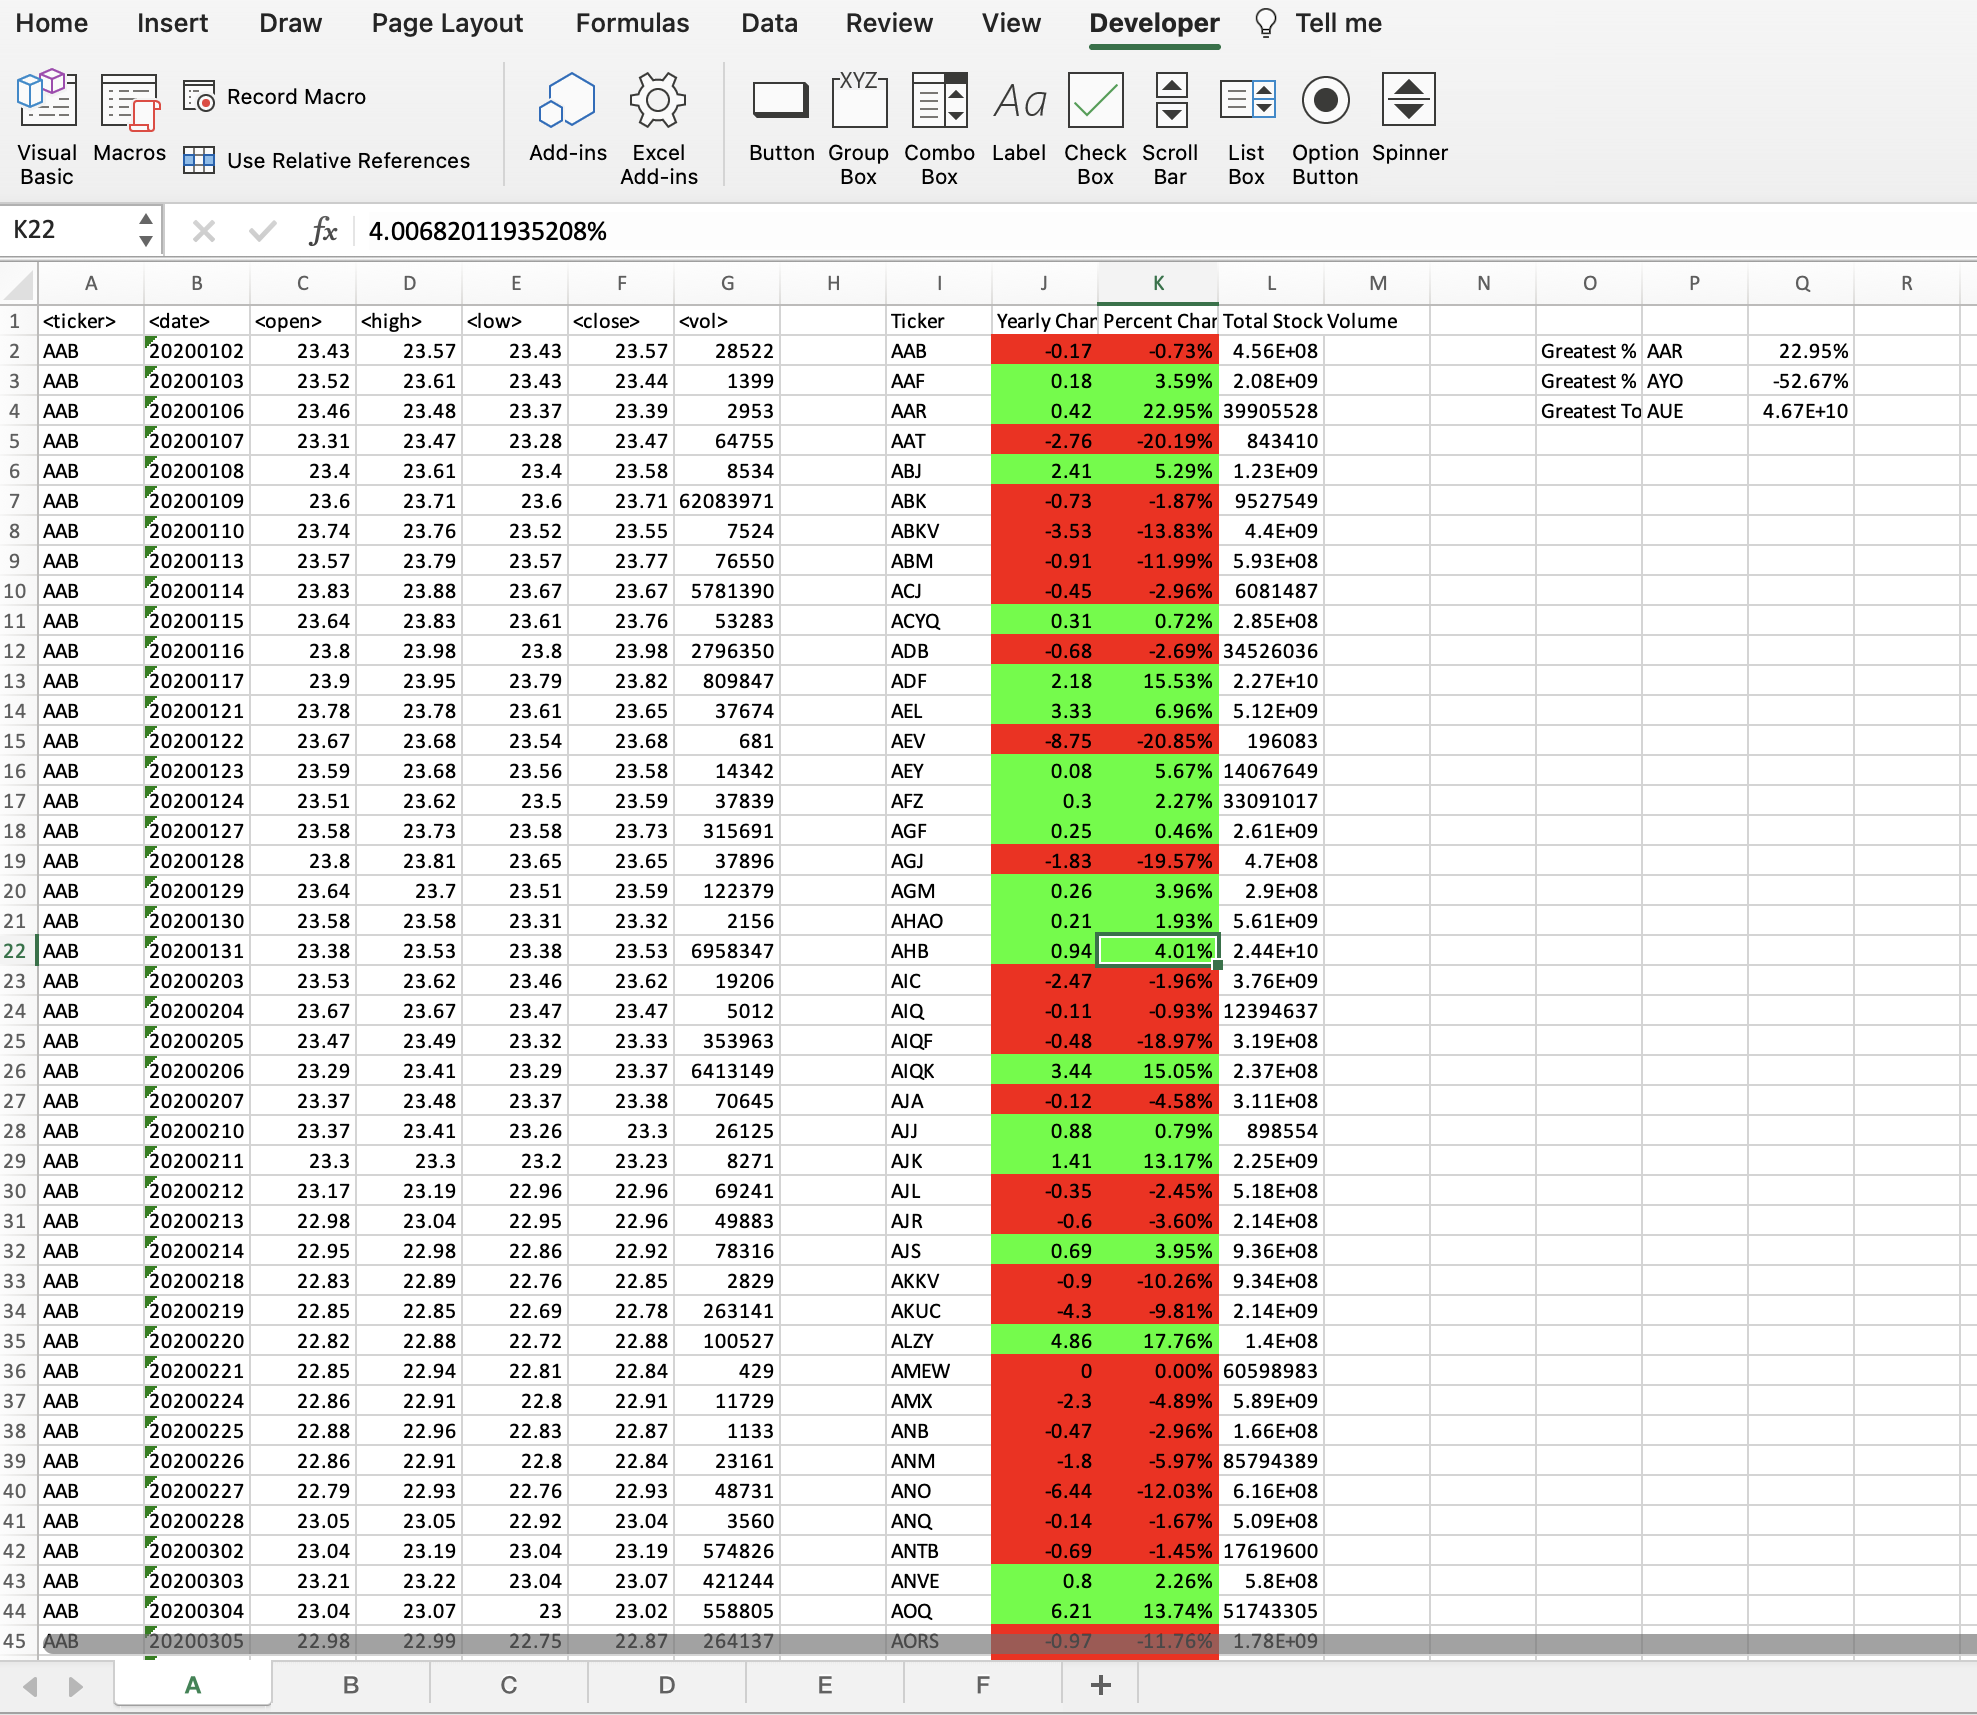 Home Insert Draw Page Layout Formulas Data Review View Developer Tell me
Visual Basic Macros Record Macro Use Relative References Add-ins Excel Add-ins Button XYZ Group Box Combo Box Aa Label Check Box Scroll Bar List Box Option Button Spinner
K22 fx 4.00682011935208%
A B C D E F G H I J K L M N O P Q R
1 <ticker> <date> <open> <high> <low> <close> <vol> Ticker Yearly Char Percent Char Total Stock Volume
2 AAB 20200102 23.43 23.57 23.43 23.57 28522 AAB -0.17 -0.73% 4.56E+08 Greatest % AAR 22.95%
3 AAB 20200103 23.52 23.61 23.43 23.44 1399 AAF 0.18 3.59% 2.08E+09 Greatest % AYO -52.67%
4 AAB 20200106 23.46 23.48 23.37 23.39 2953 AAR 0.42 22.95% 39905528 Greatest To AUE 4.67E+10
5 AAB 20200107 23.31 23.47 23.28 23.47 64755 AAT -2.76 -20.19% 843410
6 AAB 20200108 23.4 23.61 23.4 23.58 8534 ABJ 2.41 5.29% 1.23E+09
7 AAB 20200109 23.6 23.71 23.6 23.71 62083971 ABK -0.73 -1.87% 9527549
8 AAB 20200110 23.74 23.76 23.52 23.55 7524 ABKV -3.53 -13.83% 4.4E+09
9 AAB 20200113 23.57 23.79 23.57 23.77 76550 ABM -0.91 -11.99% 5.93E+08
10 AAB 20200114 23.83 23.88 23.67 23.67 5781390 ACJ -0.45 -2.96% 6081487
11 AAB 20200115 23.64 23.83 23.61 23.76 53283 ACYQ 0.31 0.72% 2.85E+08
12 AAB 20200116 23.8 23.98 23.8 23.98 2796350 ADB -0.68 -2.69% 34526036
13 AAB 20200117 23.9 23.95 23.79 23.82 809847 ADF 2.18 15.53% 2.27E+10
14 AAB 20200121 23.78 23.78 23.61 23.65 37674 AEL 3.33 6.96% 5.12E+09
15 AAB 20200122 23.67 23.68 23.54 23.68 681 AEV -8.75 -20.85% 196083
16 AAB 20200123 23.59 23.68 23.56 23.58 14342 AEY 0.08 5.67% 14067649
17 AAB 20200124 23.51 23.62 23.5 23.59 37839 AFZ 0.3 2.27% 33091017
18 AAB 20200127 23.58 23.73 23.58 23.73 315691 AGF 0.25 0.46% 2.61E+09
19 AAB 20200128 23.8 23.81 23.65 23.65 37896 AGJ -1.83 -19.57% 4.7E+08
20 AAB 20200129 23.64 23.7 23.51 23.59 122379 AGM 0.26 3.96% 2.9E+08
21 AAB 20200130 23.58 23.58 23.31 23.32 2156 AHAO 0.21 1.93% 5.61E+09
22 AAB 20200131 23.38 23.53 23.38 23.53 6958347 AHB 0.94 4.01% 2.44E+10
23 AAB 20200203 23.53 23.62 23.46 23.62 19206 AIC -2.47 -1.96% 3.76E+09
24 AAB 20200204 23.67 23.67 23.47 23.47 5012 AIQ -0.11 -0.93% 12394637
25 AAB 20200205 23.47 23.49 23.32 23.33 353963 AIQF -0.48 -18.97% 3.19E+08
26 AAB 20200206 23.29 23.41 23.29 23.37 6413149 AIQK 3.44 15.05% 2.37E+08
27 AAB 20200207 23.37 23.48 23.37 23.38 70645 AJA -0.12 -4.58% 3.11E+08
28 AAB 20200210 23.37 23.41 23.26 23.3 26125 AJJ 0.88 0.79% 898554
29 AAB 20200211 23.3 23.3 23.2 23.23 8271 AJK 1.41 13.17% 2.25E+09
30 AAB 20200212 23.17 23.19 22.96 22.96 69241 AJL -0.35 -2.45% 5.18E+08
31 AAB 20200213 22.98 23.04 22.95 22.96 49883 AJR -0.6 -3.60% 2.14E+08
32 AAB 20200214 22.95 22.98 22.86 22.92 78316 AJS 0.69 3.95% 9.36E+08
33 AAB 20200218 22.83 22.89 22.76 22.85 2829 AKKV -0.9 -10.26% 9.34E+08
34 AAB 20200219 22.85 22.85 22.69 22.78 263141 AKUC -4.3 -9.81% 2.14E+09
35 AAB 20200220 22.82 22.88 22.72 22.88 100527 ALZY 4.86 17.76% 1.4E+08
36 AAB 20200221 22.85 22.94 22.81 22.84 429 AMEW 0 0.00% 60598983
37 AAB 20200224 22.86 22.91 22.8 22.91 11729 AMX -2.3 -4.89% 5.89E+09
38 AAB 20200225 22.88 22.96 22.83 22.87 1133 ANB -0.47 -2.96% 1.66E+08
39 AAB 20200226 22.86 22.91 22.8 22.84 23161 ANM -1.8 -5.97% 85794389
40 AAB 20200227 22.79 22.93 22.76 22.93 48731 ANO -6.44 -12.03% 6.16E+08
41 AAB 20200228 23.05 23.05 22.92 23.04 3560 ANQ -0.14 -1.67% 5.09E+08
42 AAB 20200302 23.04 23.19 23.04 23.19 574826 ANTB -0.69 -1.45% 17619600
43 AAB 20200303 23.21 23.22 23.04 23.07 421244 ANVE 0.8 2.26% 5.8E+08
44 AAB 20200304 23.04 23.07 23 23.02 558805 AOQ 6.21 13.74% 51743305
45 AAB 20200305 22.98 22.99 22.75 22.87 264137 AORS -0.97 -11.76% 1.78E+09
A B C D E F +